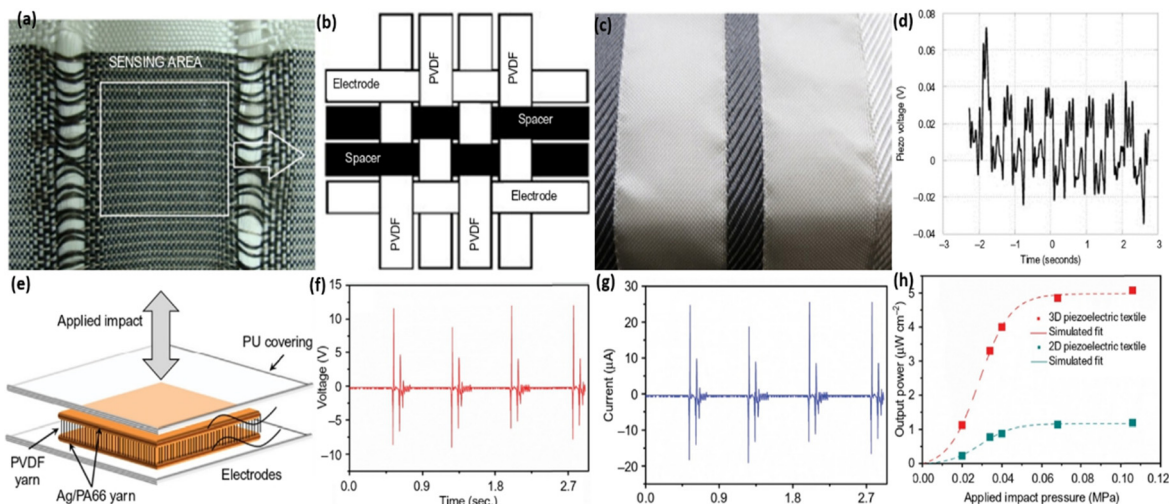 (a)
SENSING AREA
(b)
PVDF
PVDF
PVDF
Electrode
Spacer
Spacer
Electrode
PVDF
PVDF
(c)
(d)
Piezo voltage (V)
0.08
0.06
0.04
0.02
0
–0.02
–0.04
–3
–2
–1
0
1
2
3
Time (seconds)
(e)
Applied impact
PU covering
PVDF
yarn
Ag/PA66 yarn
Electrodes
(f)
Voltage (V)
15
10
5
0
−5
−10
0.0
0.9
1.8
2.7
Time (sec.)
(g)
Current (µA)
30
20
10
0
−10
−20
0.0
0.9
1.8
2.7
(h)
Output power (µW cm⁻²)
5
4
3
2
1
0
3D piezoelectric textile
Simulated fit
2D piezoelectric textile
Simulated fit
0.00
0.02
0.04
0.06
0.08
0.10
0.12
Applied impact pressure (MPa)